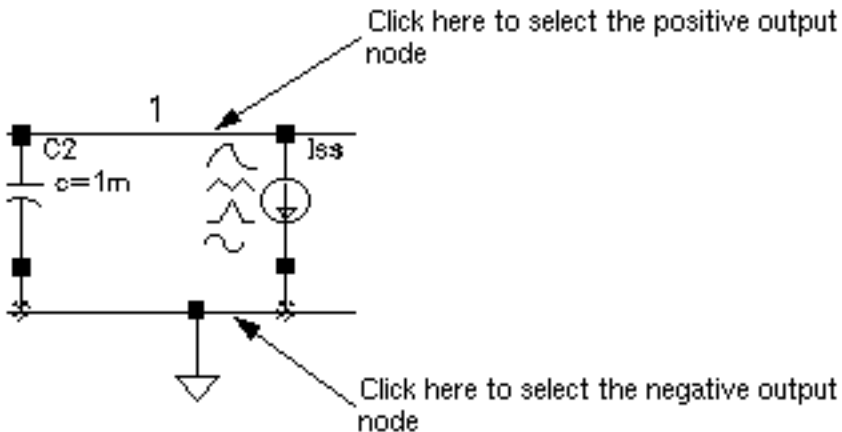 Click here to select the positive output
node
1
C2
Iss
c=1m
Click here to select the negative output
node